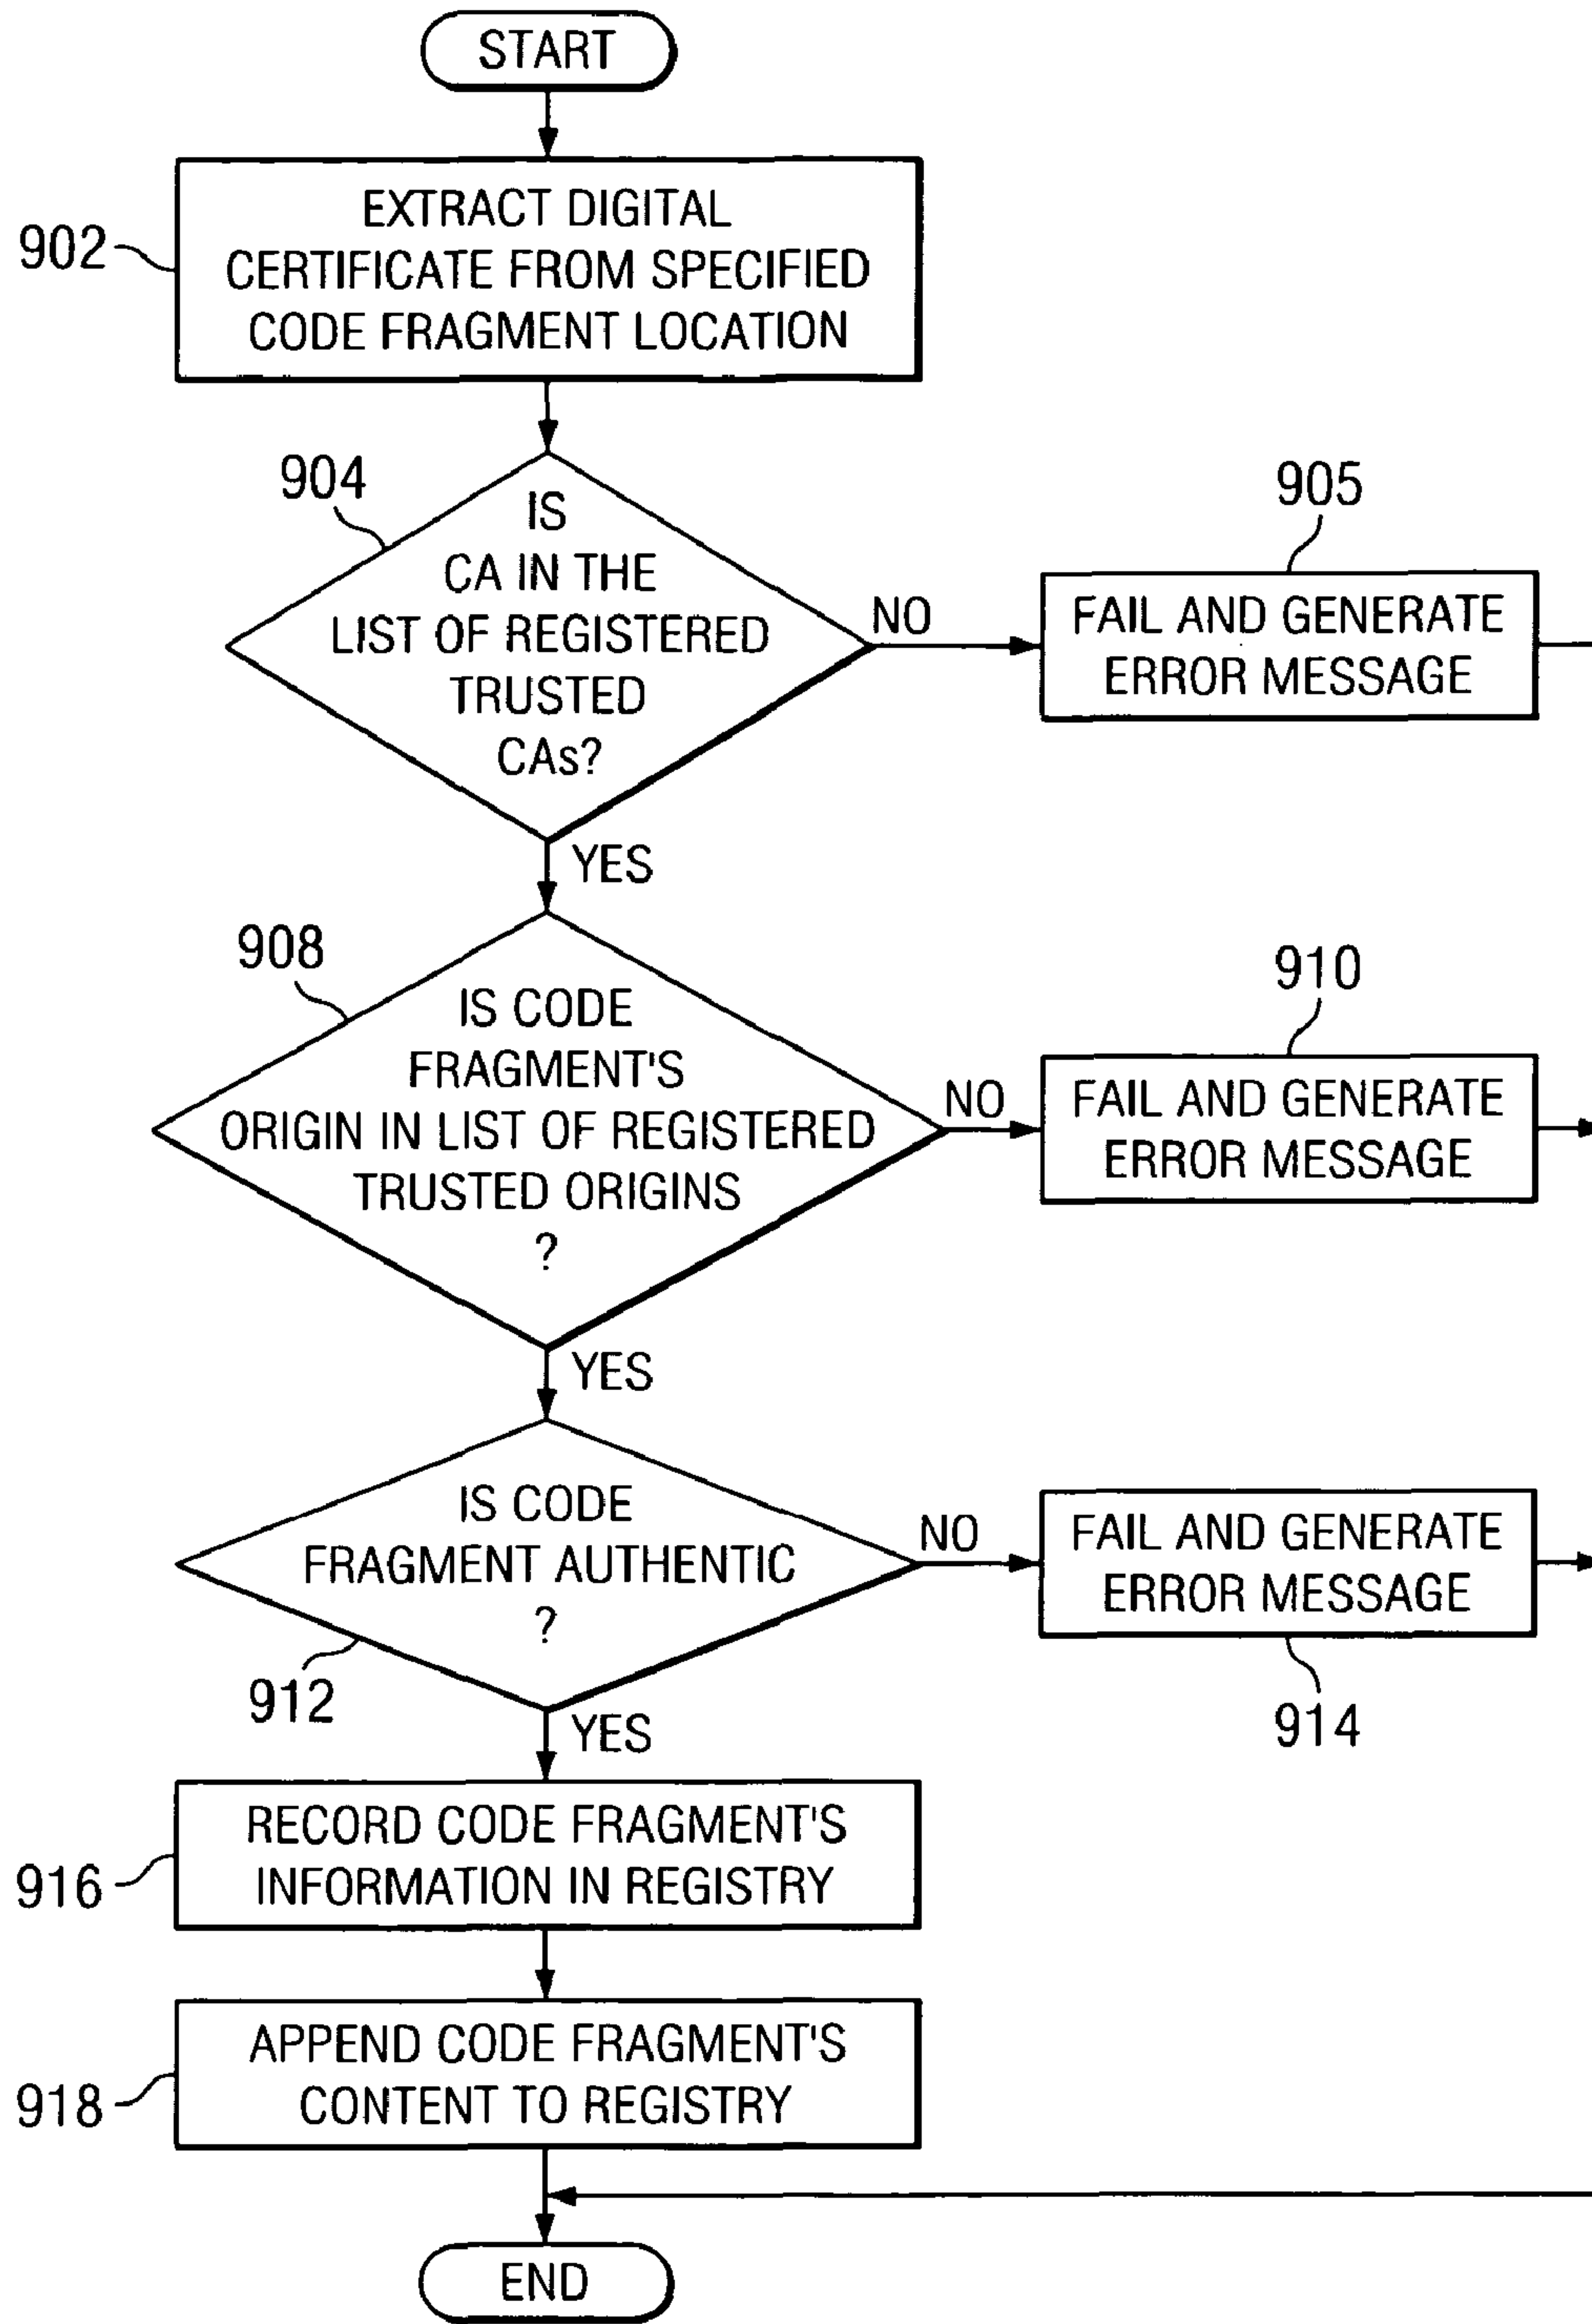 START
EXTRACT DIGITAL
CERTIFICATE FROM SPECIFIED
CODE FRAGMENT LOCATION
902
904
IS
CA IN THE
LIST OF REGISTERED
TRUSTED
CAs?
NO
905
FAIL AND GENERATE
ERROR MESSAGE
YES
908
IS CODE
FRAGMENT'S
ORIGIN IN LIST OF REGISTERED
TRUSTED ORIGINS
?
NO
910
FAIL AND GENERATE
ERROR MESSAGE
YES
IS CODE
FRAGMENT AUTHENTIC
?
912
NO
FAIL AND GENERATE
ERROR MESSAGE
914
YES
RECORD CODE FRAGMENT'S
INFORMATION IN REGISTRY
916
APPEND CODE FRAGMENT'S
CONTENT TO REGISTRY
918
END